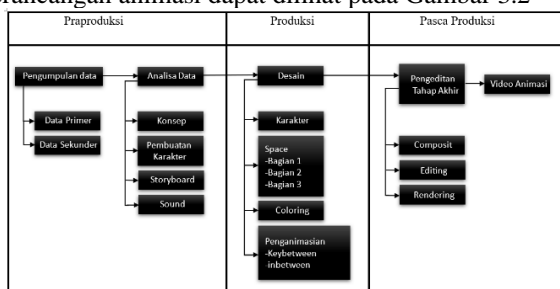 erancangan animasi dapat dilihat pada Gambar 3.2
Praproduksi
Produksi
Pasca Produksi
Pengumpulan data
Analisa Data
Desain
Pengeditan
Tahap Akhir
Video Animasi
Data Primer
Data Sekunder
Konsep
Pembuatan
Karakter
Storyboard
Sound
Karakter
Space
-Bagian 1
-Bagian 2
-Bagian 3
Coloring
Penganimasian
-Keybetween
-inbetween
Composit
Editing
Rendering